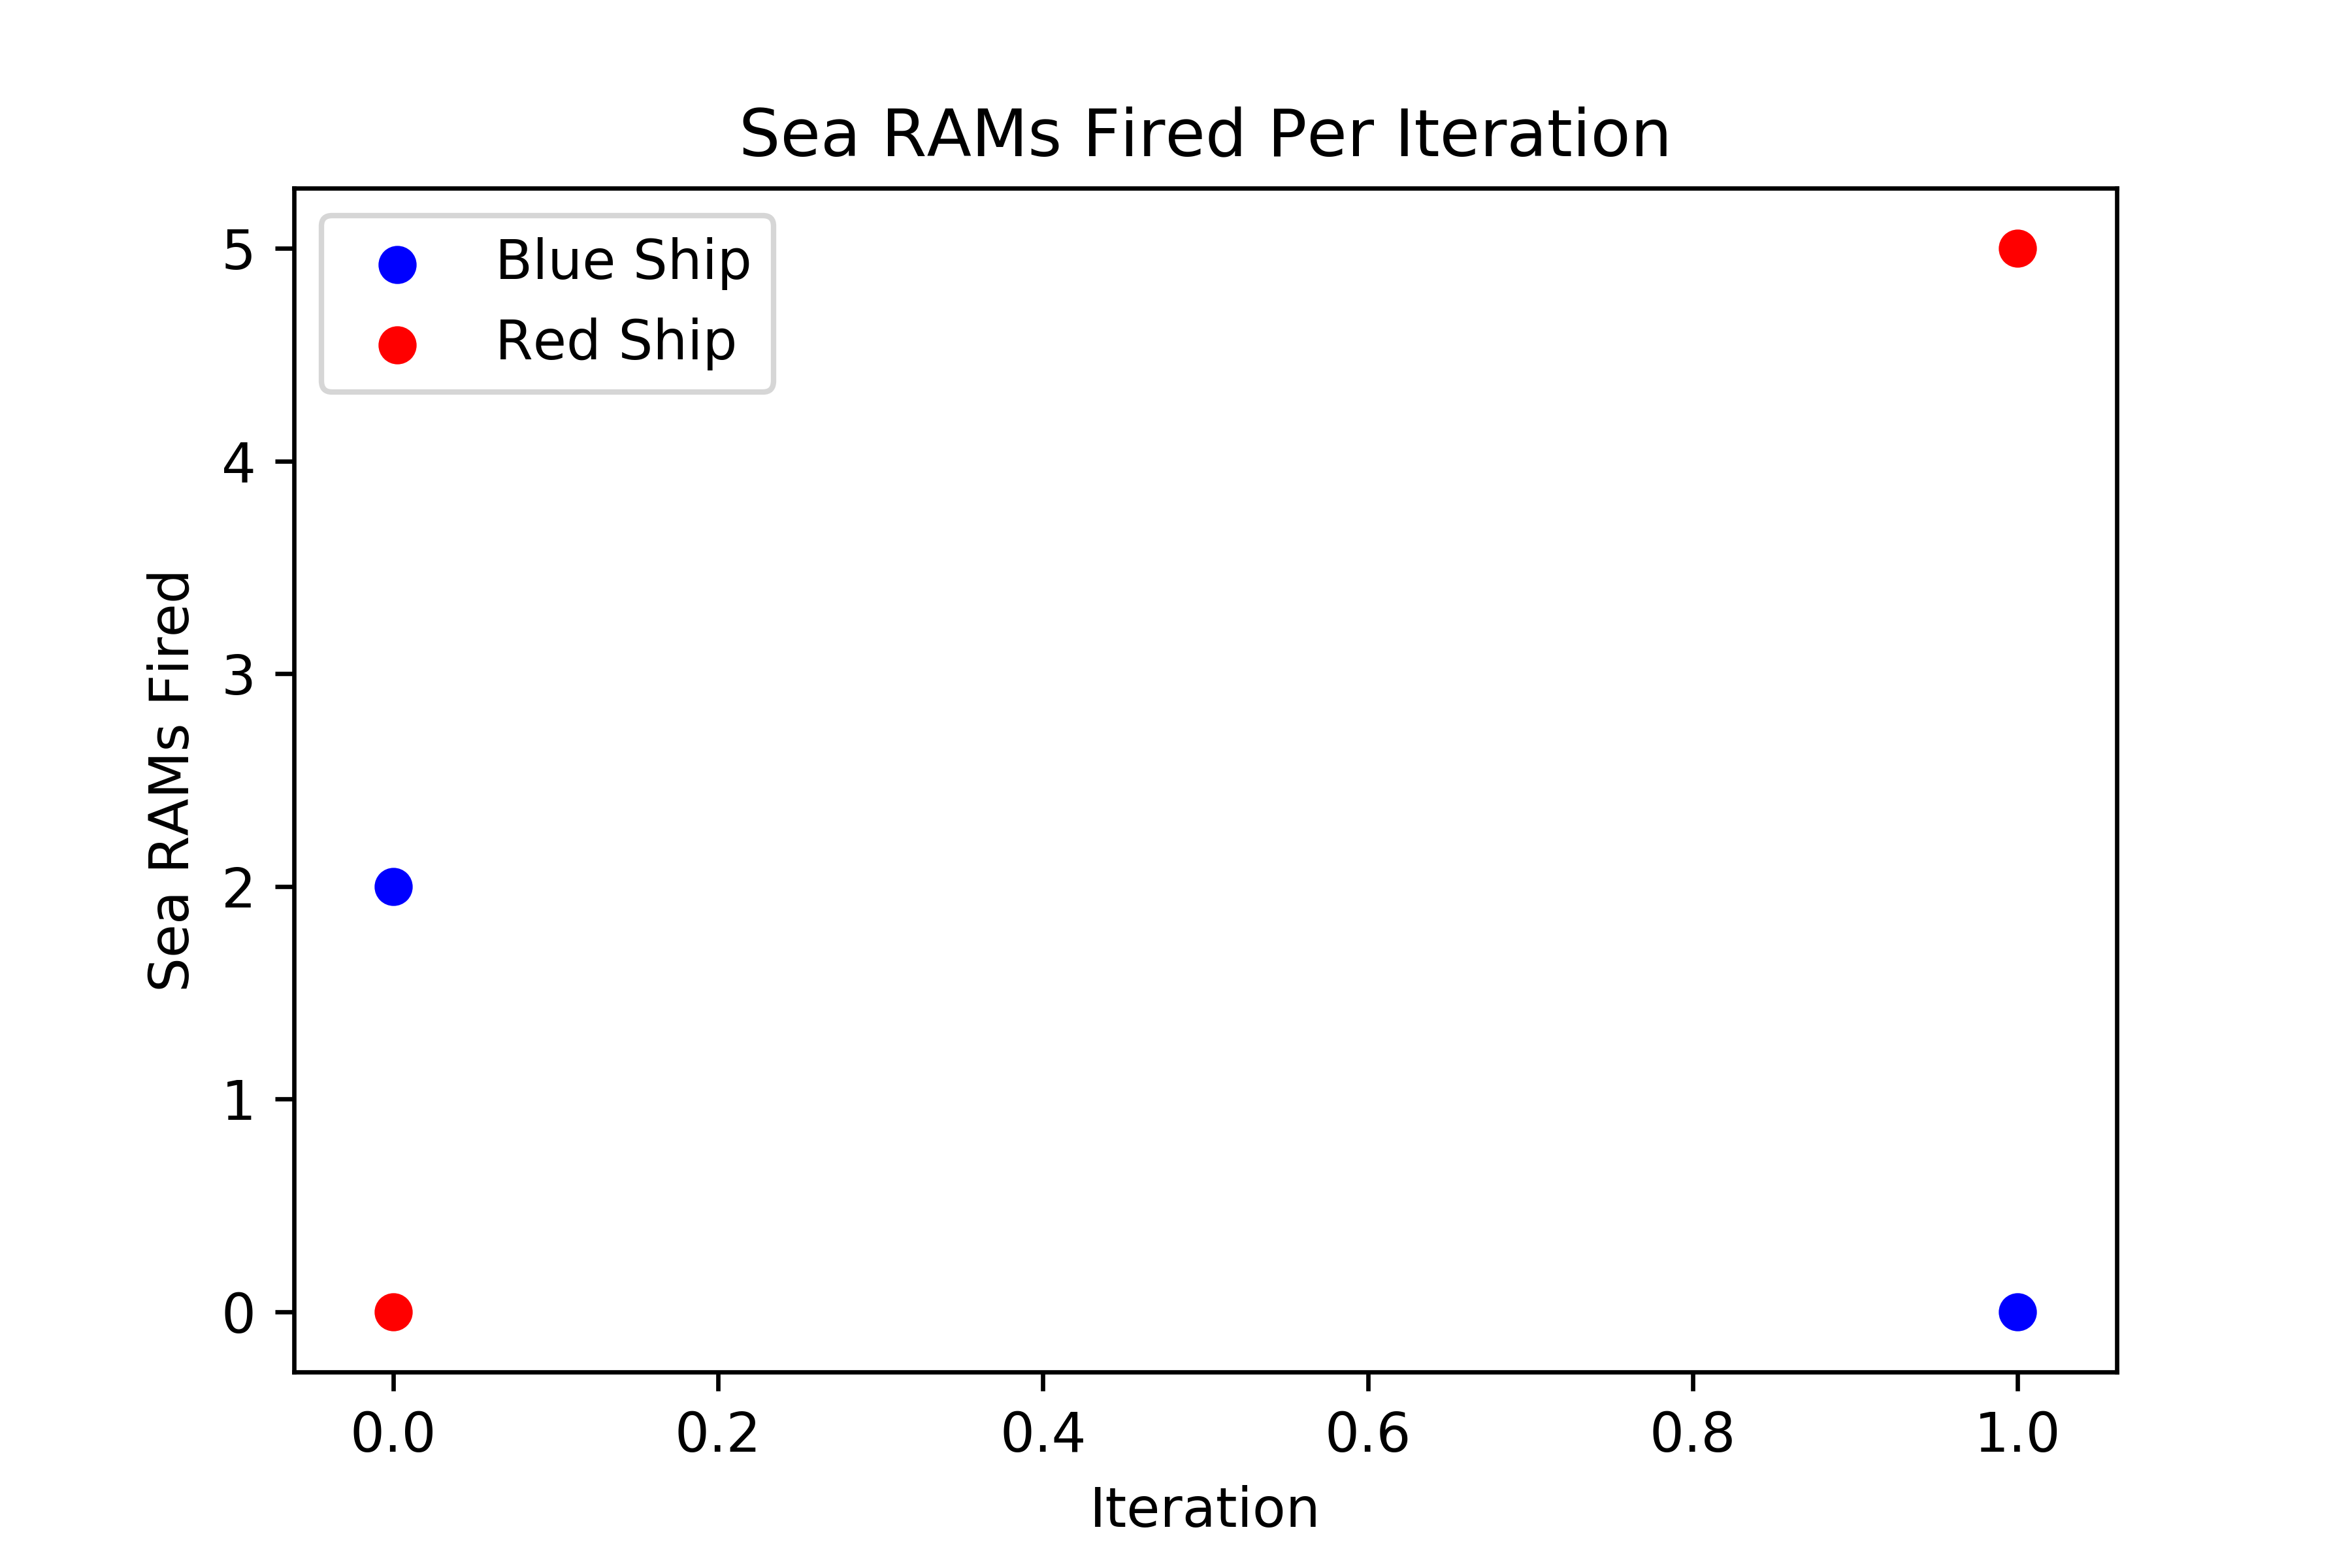 Sea RAMs Fired Per Iteration
Blue Ship
Red Ship
Sea RAMs Fired
5
4
3
2
1
0
0.0 0.2 0.4 0.6 0.8 1.0
Iteration